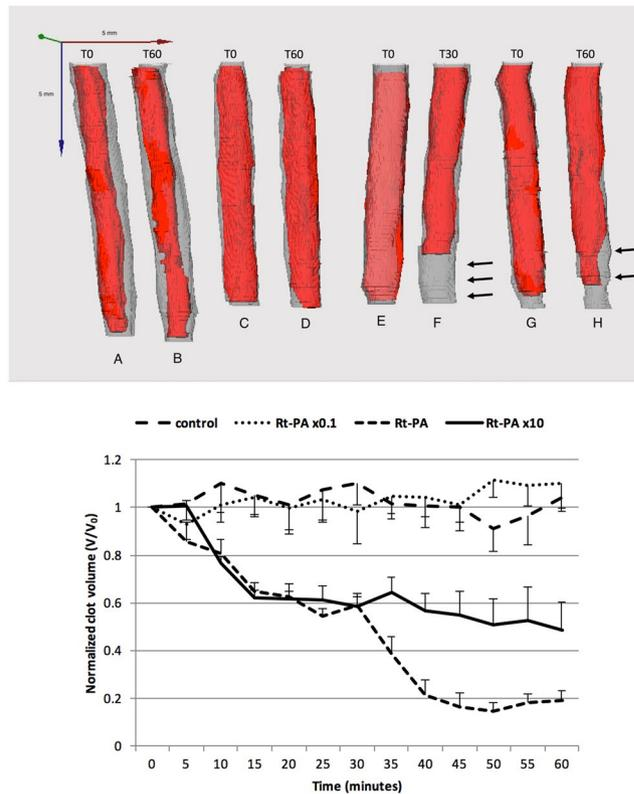 5 mm
T0 T60 T0 T60 T0 T30 T0 T60
5 mm
A B C D E F G H
control Rt-PA x0.1 Rt-PA Rt-PA x10
Normalized clot volume (V/V₀)
1.2
1
0.8
0.6
0.4
0.2
0
0 5 10 15 20 25 30 35 40 45 50 55 60
Time (minutes)